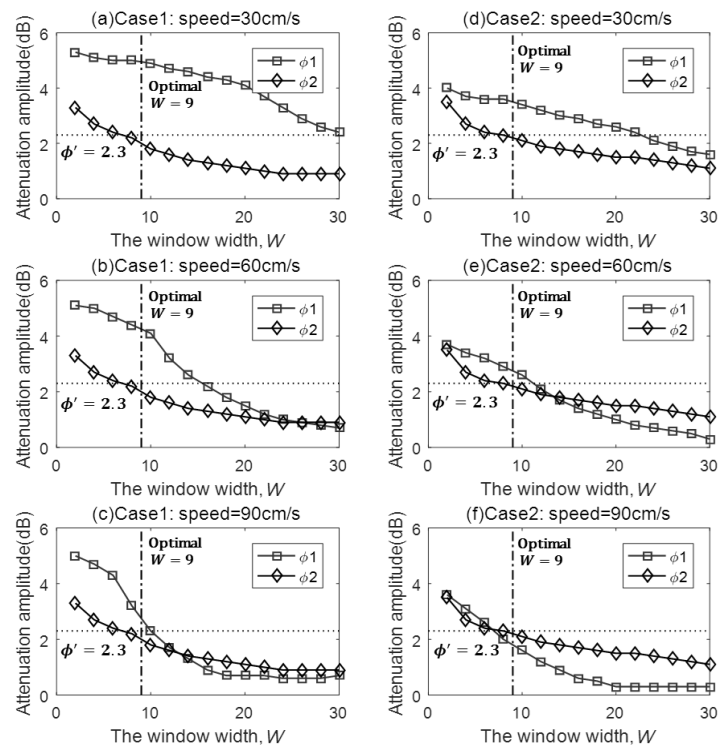 (a)Case1: speed=30cm/s
Attenuation amplitude(dB)
6
4
2
0
Optimal
W = 9
ϕ1
ϕ2
ϕ′ = 2.3
0 10 20 30
The window width, W
(d)Case2: speed=30cm/s
Attenuation amplitude(dB)
6
4
2
0
Optimal
W = 9
ϕ1
ϕ2
ϕ′ = 2.3
0 10 20 30
The window width, W
(b)Case1: speed=60cm/s
Attenuation amplitude(dB)
6
4
2
0
Optimal
W = 9
ϕ1
ϕ2
ϕ′ = 2.3
0 10 20 30
The window width, W
(e)Case2: speed=60cm/s
Attenuation amplitude(dB)
6
4
2
0
Optimal
W = 9
ϕ1
ϕ2
ϕ′ = 2.3
0 10 20 30
The window width, W
(c)Case1: speed=90cm/s
Attenuation amplitude(dB)
6
4
2
0
Optimal
W = 9
ϕ1
ϕ2
ϕ′ = 2.3
0 10 20 30
The window width, W
(f)Case2: speed=90cm/s
Attenuation amplitude(dB)
6
4
2
0
Optimal
W = 9
ϕ1
ϕ2
ϕ′ = 2.3
0 10 20 30
The window width, W